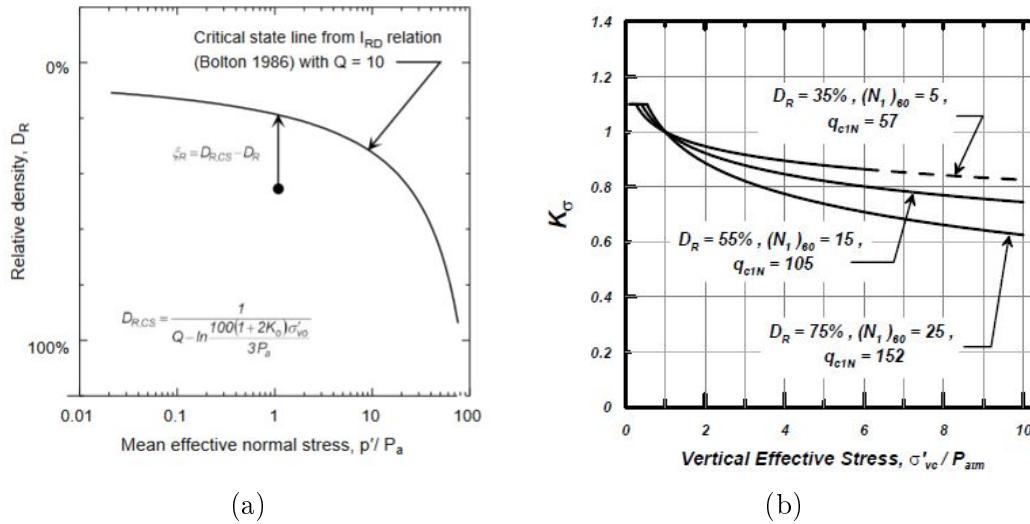 0%
100%
Relative density, D_R
Critical state line from I_RD relation
(Bolton 1986) with Q = 10
ξ_R = D_R,CS − D_R
D_R,CS = 1 / (Q − ln (100(1+2K_o)σ'_vo / 3P_a))
0.01 0.1 1 10 100
Mean effective normal stress, p'/ P_a
(a)
b)
K_σ
1.4
1.2
1
0.8
0.6
0.4
0.2
0
D_R = 35% , (N_1)_60 = 5 ,
q_c1N = 57
D_R = 55%, (N_1)_60 = 15 ,
q_c1N = 105
D_R = 75%, (N_1)_60 = 25 ,
q_c1N = 152
0 2 4 6 8 10
Vertical Effective Stress, σ'_vc / P_atm
(b)
a)